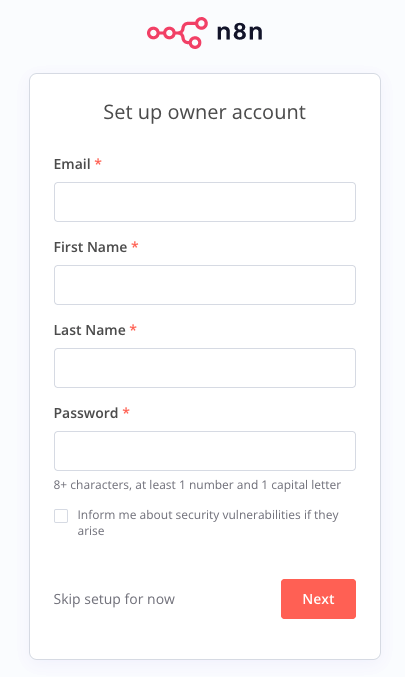 n8n
Set up owner account
Email *
First Name *
Last Name *
Password *
8+ characters, at least 1 number and 1 capital letter
Inform me about security vulnerabilities if they
arise
Skip setup for now
Next